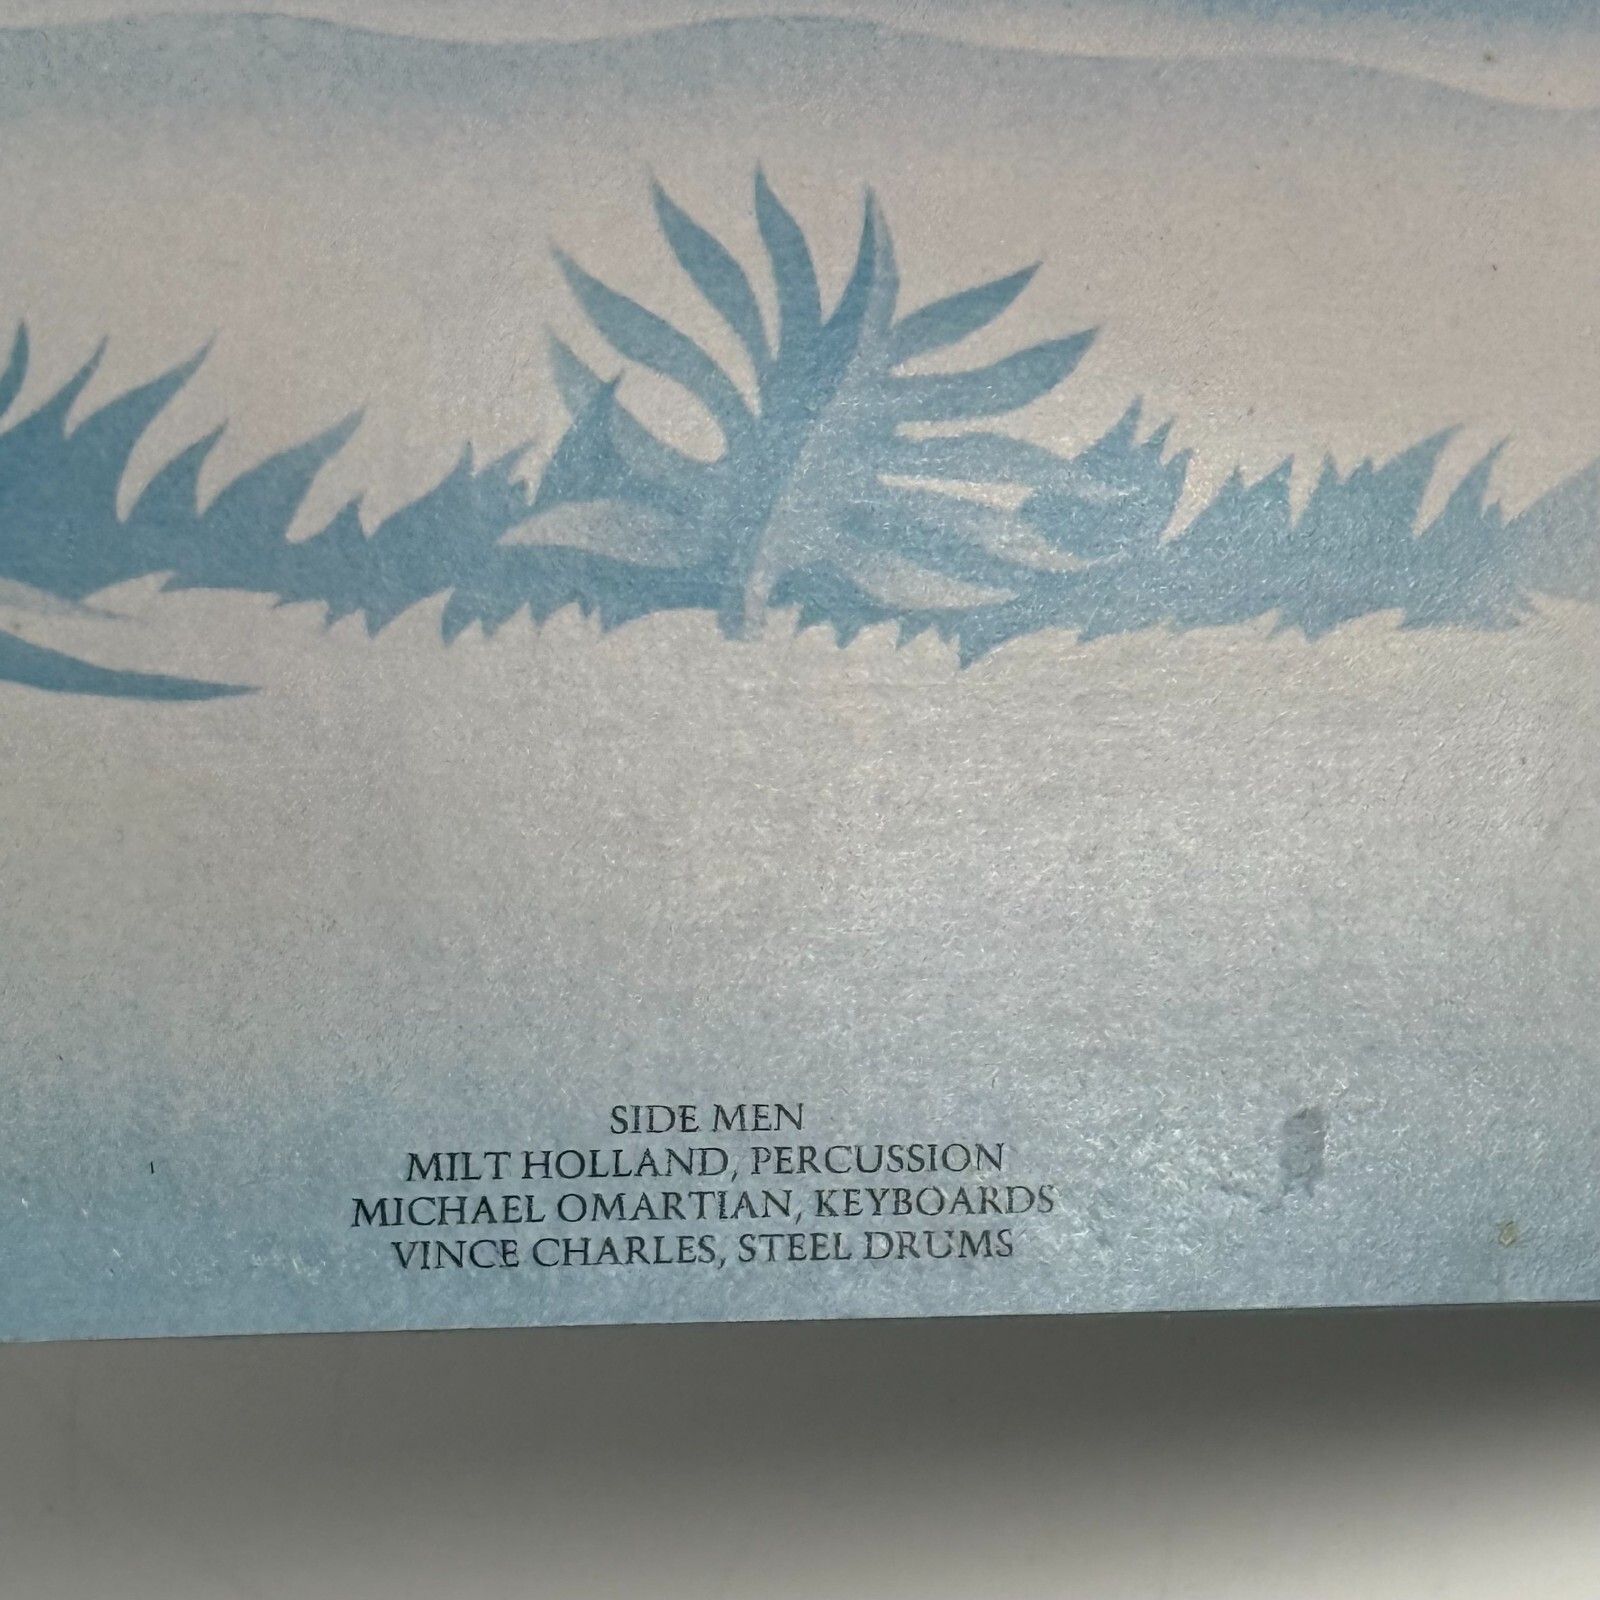 SIDE MEN
MILT HOLLAND, PERCUSSION
MICHAEL OMARTIAN, KEYBOARDS
VINCE CHARLES, STEEL DRUMS